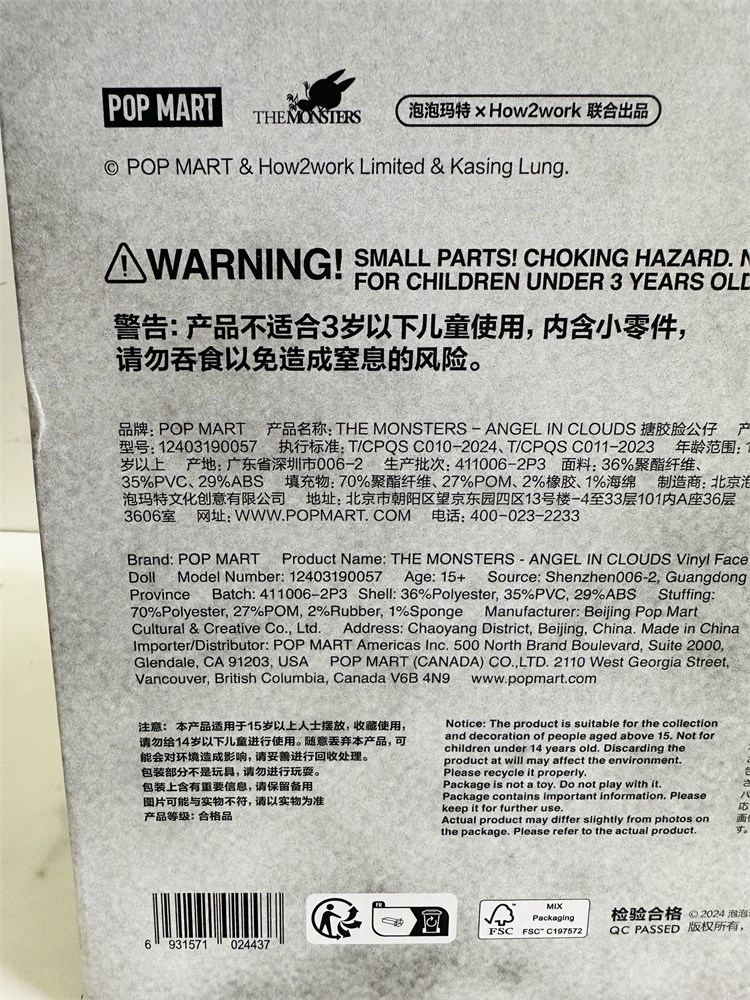 POP MART
THE MONSTERS
泡泡玛特×How2work 联合出品
© POP MART & How2work Limited & Kasing Lung.
WARNING! SMALL PARTS! CHOKING HAZARD.
FOR CHILDREN UNDER 3 YEARS OLD
警告: 产品不适合3岁以下儿童使用, 内含小零件,
请勿吞食以免造成窒息的风险。
品牌: POP MART 产品名称: THE MONSTERS - ANGEL IN CLOUDS 搪胶脸公仔 产
型号: 12403190057 执行标准: T/CPQS C010-2024、T/CPQS C011-2023 年龄范围: 1
岁以上 产地: 广东省深圳市006-2 生产批次: 411006-2P3 面料: 36%聚酯纤维、
35%PVC、29%ABS 填充物: 70%聚酯纤维、27%POM、2%橡胶、1%海绵 制造商: 北京泡
泡玛特文化创意有限公司 地址: 北京市朝阳区望京东园四区13号楼-4至33层101内A座36层
3606室 网址: WWW.POPMART. COM 电话: 400-023-2233
Brand: POP MART Product Name: THE MONSTERS - ANGEL IN CLOUDS Vinyl Face
Doll Model Number: 12403190057 Age: 15+ Source: Shenzhen006-2, Guangdong
Province Batch: 411006-2P3 Shell: 36%Polyester, 35%PVC, 29%ABS Stuffing:
70%Polyester, 27%POM, 2%Rubber, 1%Sponge Manufacturer: Beijing Pop Mart
Cultural & Creative Co., Ltd. Address: Chaoyang District, Beijing, China. Made in China
Importer/Distributor: POP MART Americas Inc. 500 North Brand Boulevard, Suite 2000,
Glendale, CA 91203, USA POP MART (CANADA) CO.,LTD. 2110 West Georgia Street,
Vancouver, British Columbia, Canada V6B 4N9 www.popmart.com
注意: 本产品适用于15岁以上人士摆放, 收藏使用,
请勿给14岁以下儿童进行使用。随意丢弃本产品, 可
能会对环境造成影响, 请妥善进行回收处理。
包装部分不是玩具, 请勿进行玩耍。
包装上含有重要信息, 请保留备用
图片可能与实物不符, 请以实物为准
产品等级: 合格品
Notice: The product is suitable for the collection
and decoration of people aged above 15. Not for
children under 14 years old. Discarding the
product at will may affect the environment.
Please recycle it properly.
Package is not a toy. Do not play with it.
Package contains important information. Please
keep it for further use.
Actual product may differ slightly from photos on
the package. Please refer to the actual product.
6 931571 024437
FR
FSC
MIX
Packaging
FSC™ C197572
检验合格
QC PASSED
© 2024 泡泡
版权所有,